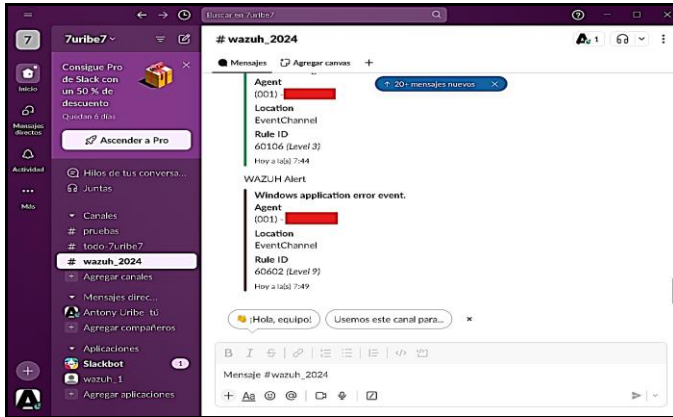 Buscar en 7uribe7
7
7uribe7
# wazuh_2024
1
Mensajes
Agregar canvas
Consigue Pro
de Slack con
un 50 % de
descuento
Quedan 6 días
Ascender a Pro
Inicio
Mensajes
directos
Actividad
Más
Hilos de tus conversa...
Juntas
Canales
# pruebas
# todo-7uribe7
# wazuh_2024
+ Agregar canales
Mensajes direc...
Antony Uribe tú
+ Agregar compañeros
Aplicaciones
Slackbot
1
wazuh_1
+ Agregar aplicaciones
↑ 20+ mensajes nuevos ×
Agent
(001) -
Location
EventChannel
Rule ID
60106 (Level 3)
Hoy a la(s) 7:44
WAZUH Alert
Windows application error event.
Agent
(001) -
Location
EventChannel
Rule ID
60602 (Level 9)
Hoy a la(s) 7:49
¡Hola, equipo!
Usemos este canal para...
B I S
Mensaje #wazuh_2024
+ Aa @